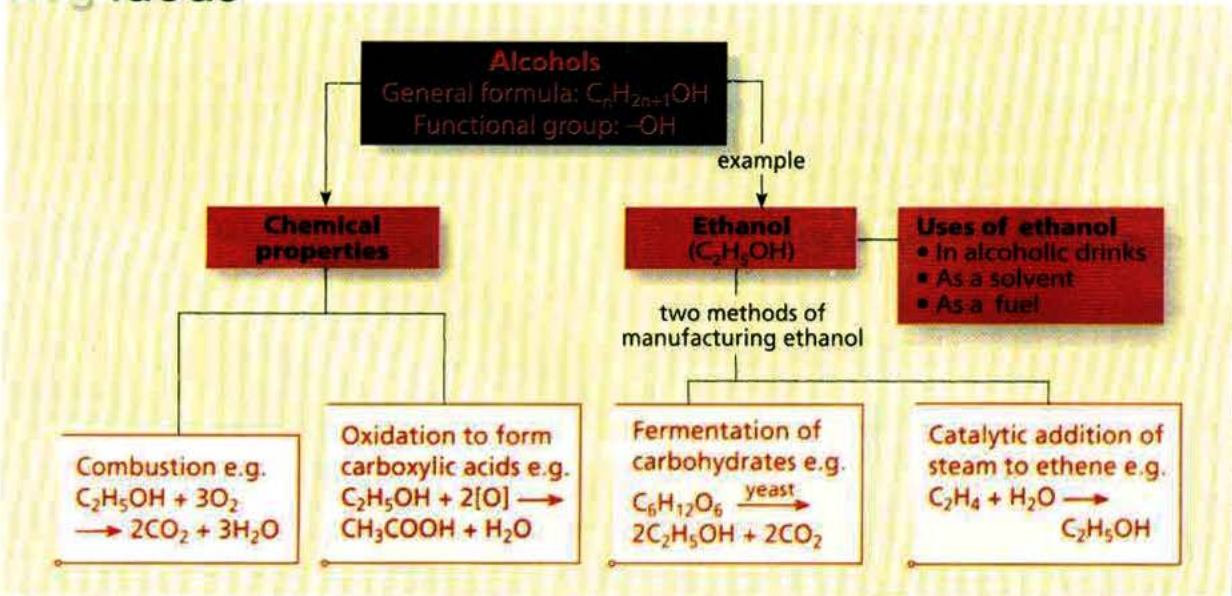 Alcohols
General formula: CₙH₂ₙ₊₁OH
Functional group: –OH
example
Chemical
properties
Ethanol
(C₂H₅OH)
Uses of ethanol
• In alcoholic drinks
• As a solvent
• As a fuel
two methods of
manufacturing ethanol
Combustion e.g.
C₂H₅OH + 3O₂
⟶ 2CO₂ + 3H₂O
Oxidation to form
carboxylic acids e.g.
C₂H₅OH + 2[O] ⟶
CH₃COOH + H₂O
Fermentation of
carbohydrates e.g.
C₆H₁₂O₆ yeast ⟶
2C₂H₅OH + 2CO₂
Catalytic addition of
steam to ethene e.g.
C₂H₄ + H₂O ⟶
C₂H₅OH